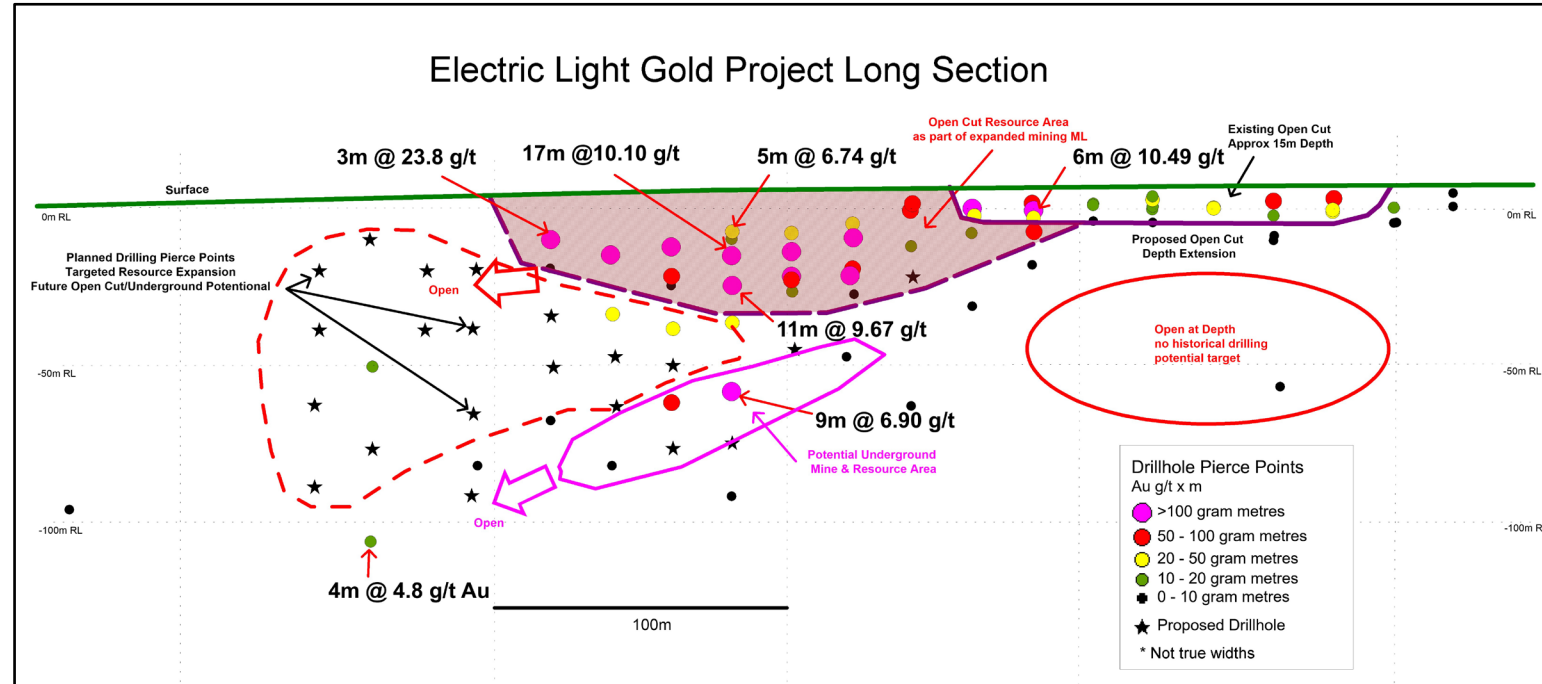 Electric Light Gold Project Long Section
Open Cut Resource Area
as part of expanded mining ML
Existing Open Cut
Approx 15m Depth
3m @ 23.8 g/t
17m @10.10 g/t
5m @ 6.74 g/t
6m @ 10.49 g/t
Surface
0m RL
0m RL
Planned Drilling Pierce Points
Targeted Resource Expansion
Future Open Cut/Underground Potentional
Open
Proposed Open Cut
Depth Extension
11m @ 9.67 g/t
Open at Depth
no historical drilling
potential target
-50m RL
-50m RL
9m @ 6.90 g/t
Potential Underground
Mine & Resource Area
Open
-100m RL
-100m R
4m @ 4.8 g/t Au
100m
Drillhole Pierce Points
Au g/t x m
>100 gram metres
50 - 100 gram metres
20 - 50 gram metres
10 - 20 gram metres
0 - 10 gram metres
Proposed Drillhole
* Not true widths